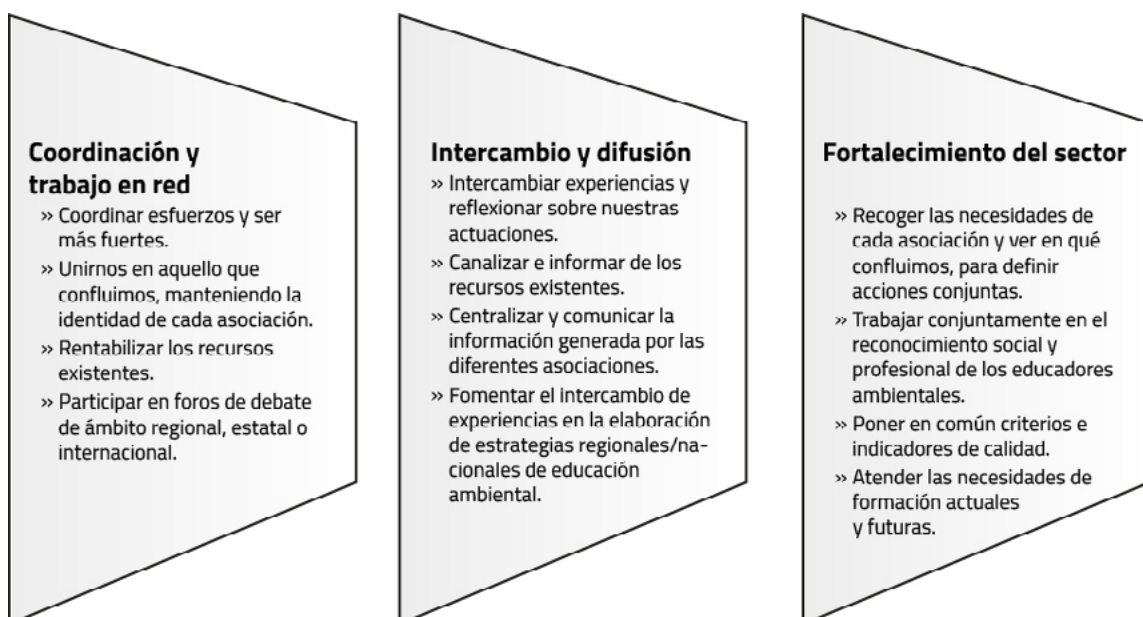 Coordinación y
trabajo en red
» Coordinar esfuerzos y ser
más fuertes.
» Unirnos en aquello que
confluimos, manteniendo la
identidad de cada asociación.
» Rentabilizar los recursos
existentes.
» Participar en foros de debate
de ámbito regional, estatal o
internacional.
Intercambio y difusión
» Intercambiar experiencias y
reflexionar sobre nuestras
actuaciones.
» Canalizar e informar de los
recursos existentes.
» Centralizar y comunicar la
información generada por las
diferentes asociaciones.
» Fomentar el intercambio de
experiencias en la elaboración
de estrategias regionales/na-
cionales de educación
ambiental.
Fortalecimiento del sector
» Recoger las necesidades de
cada asociación y ver en qué
confluimos, para definir
acciones conjuntas.
» Trabajar conjuntamente en el
reconocimiento social y
profesional de los educadores
ambientales.
» Poner en común criterios e
indicadores de calidad.
» Atender las necesidades de
formación actuales
y futuras.